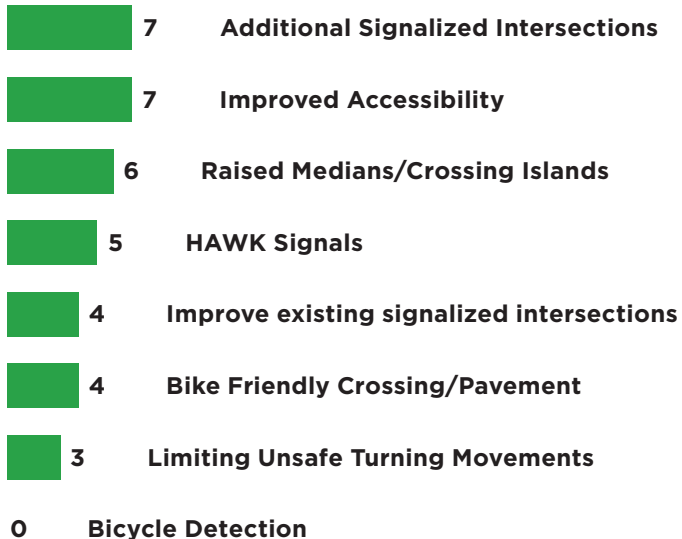 7 Additional Signalized Intersections
7 Improved Accessibility
6 Raised Medians/Crossing Islands
5 HAWK Signals
4 Improve existing signalized intersections
4 Bike Friendly Crossing/Pavement
3 Limiting Unsafe Turning Movements
0 Bicycle Detection